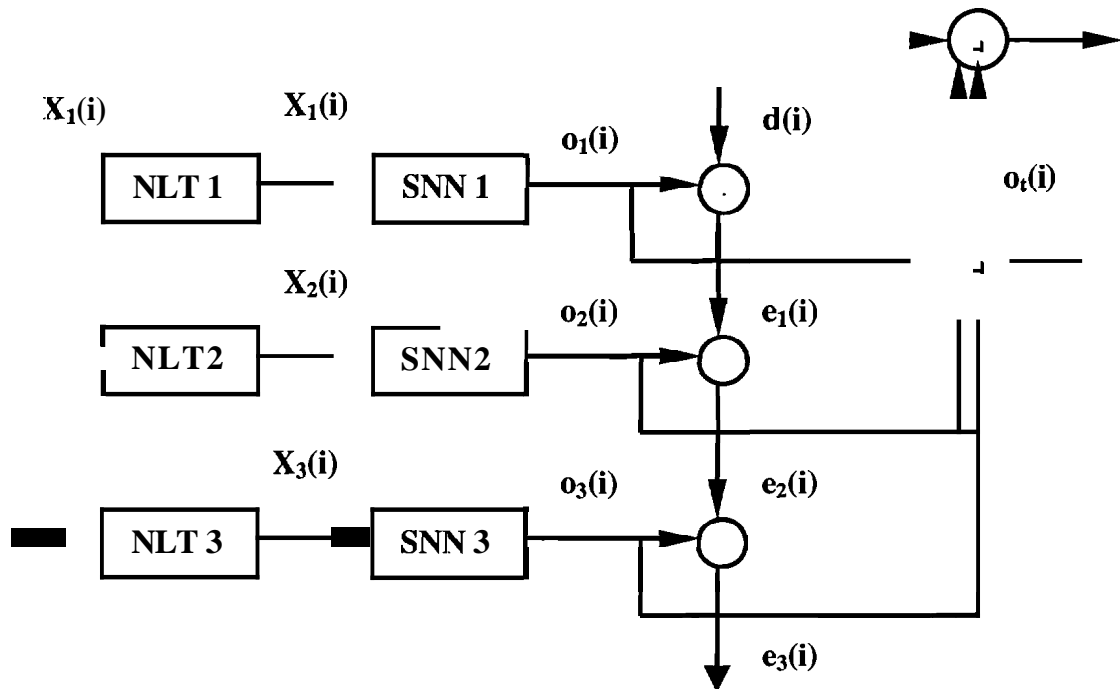 X₁(i) X₁(i)
d(i)
o₁(i)
NLT 1 SNN 1 oₜ(i)
X₂(i) o₂(i) e₁(i)
NLT2 SNN2
X₃(i) o₃(i) e₂(i)
NLT 3 SNN 3
e₃(i)